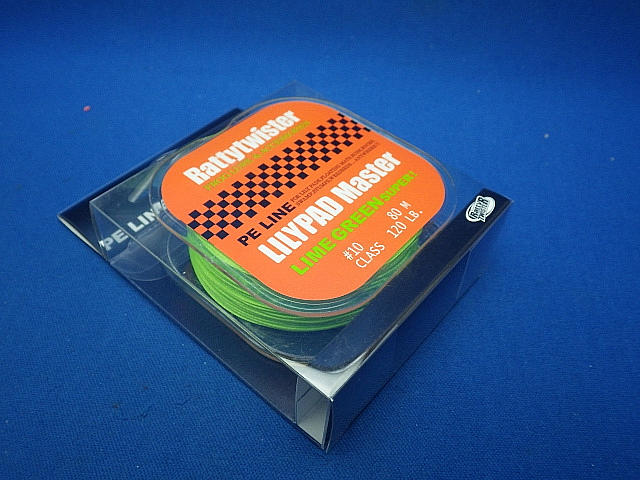 Rattytwister
PE LINE
LILYPAD Master
LIME GREEN SUPER!
#10 80 M
CLASS 120 LB.
PE LINE